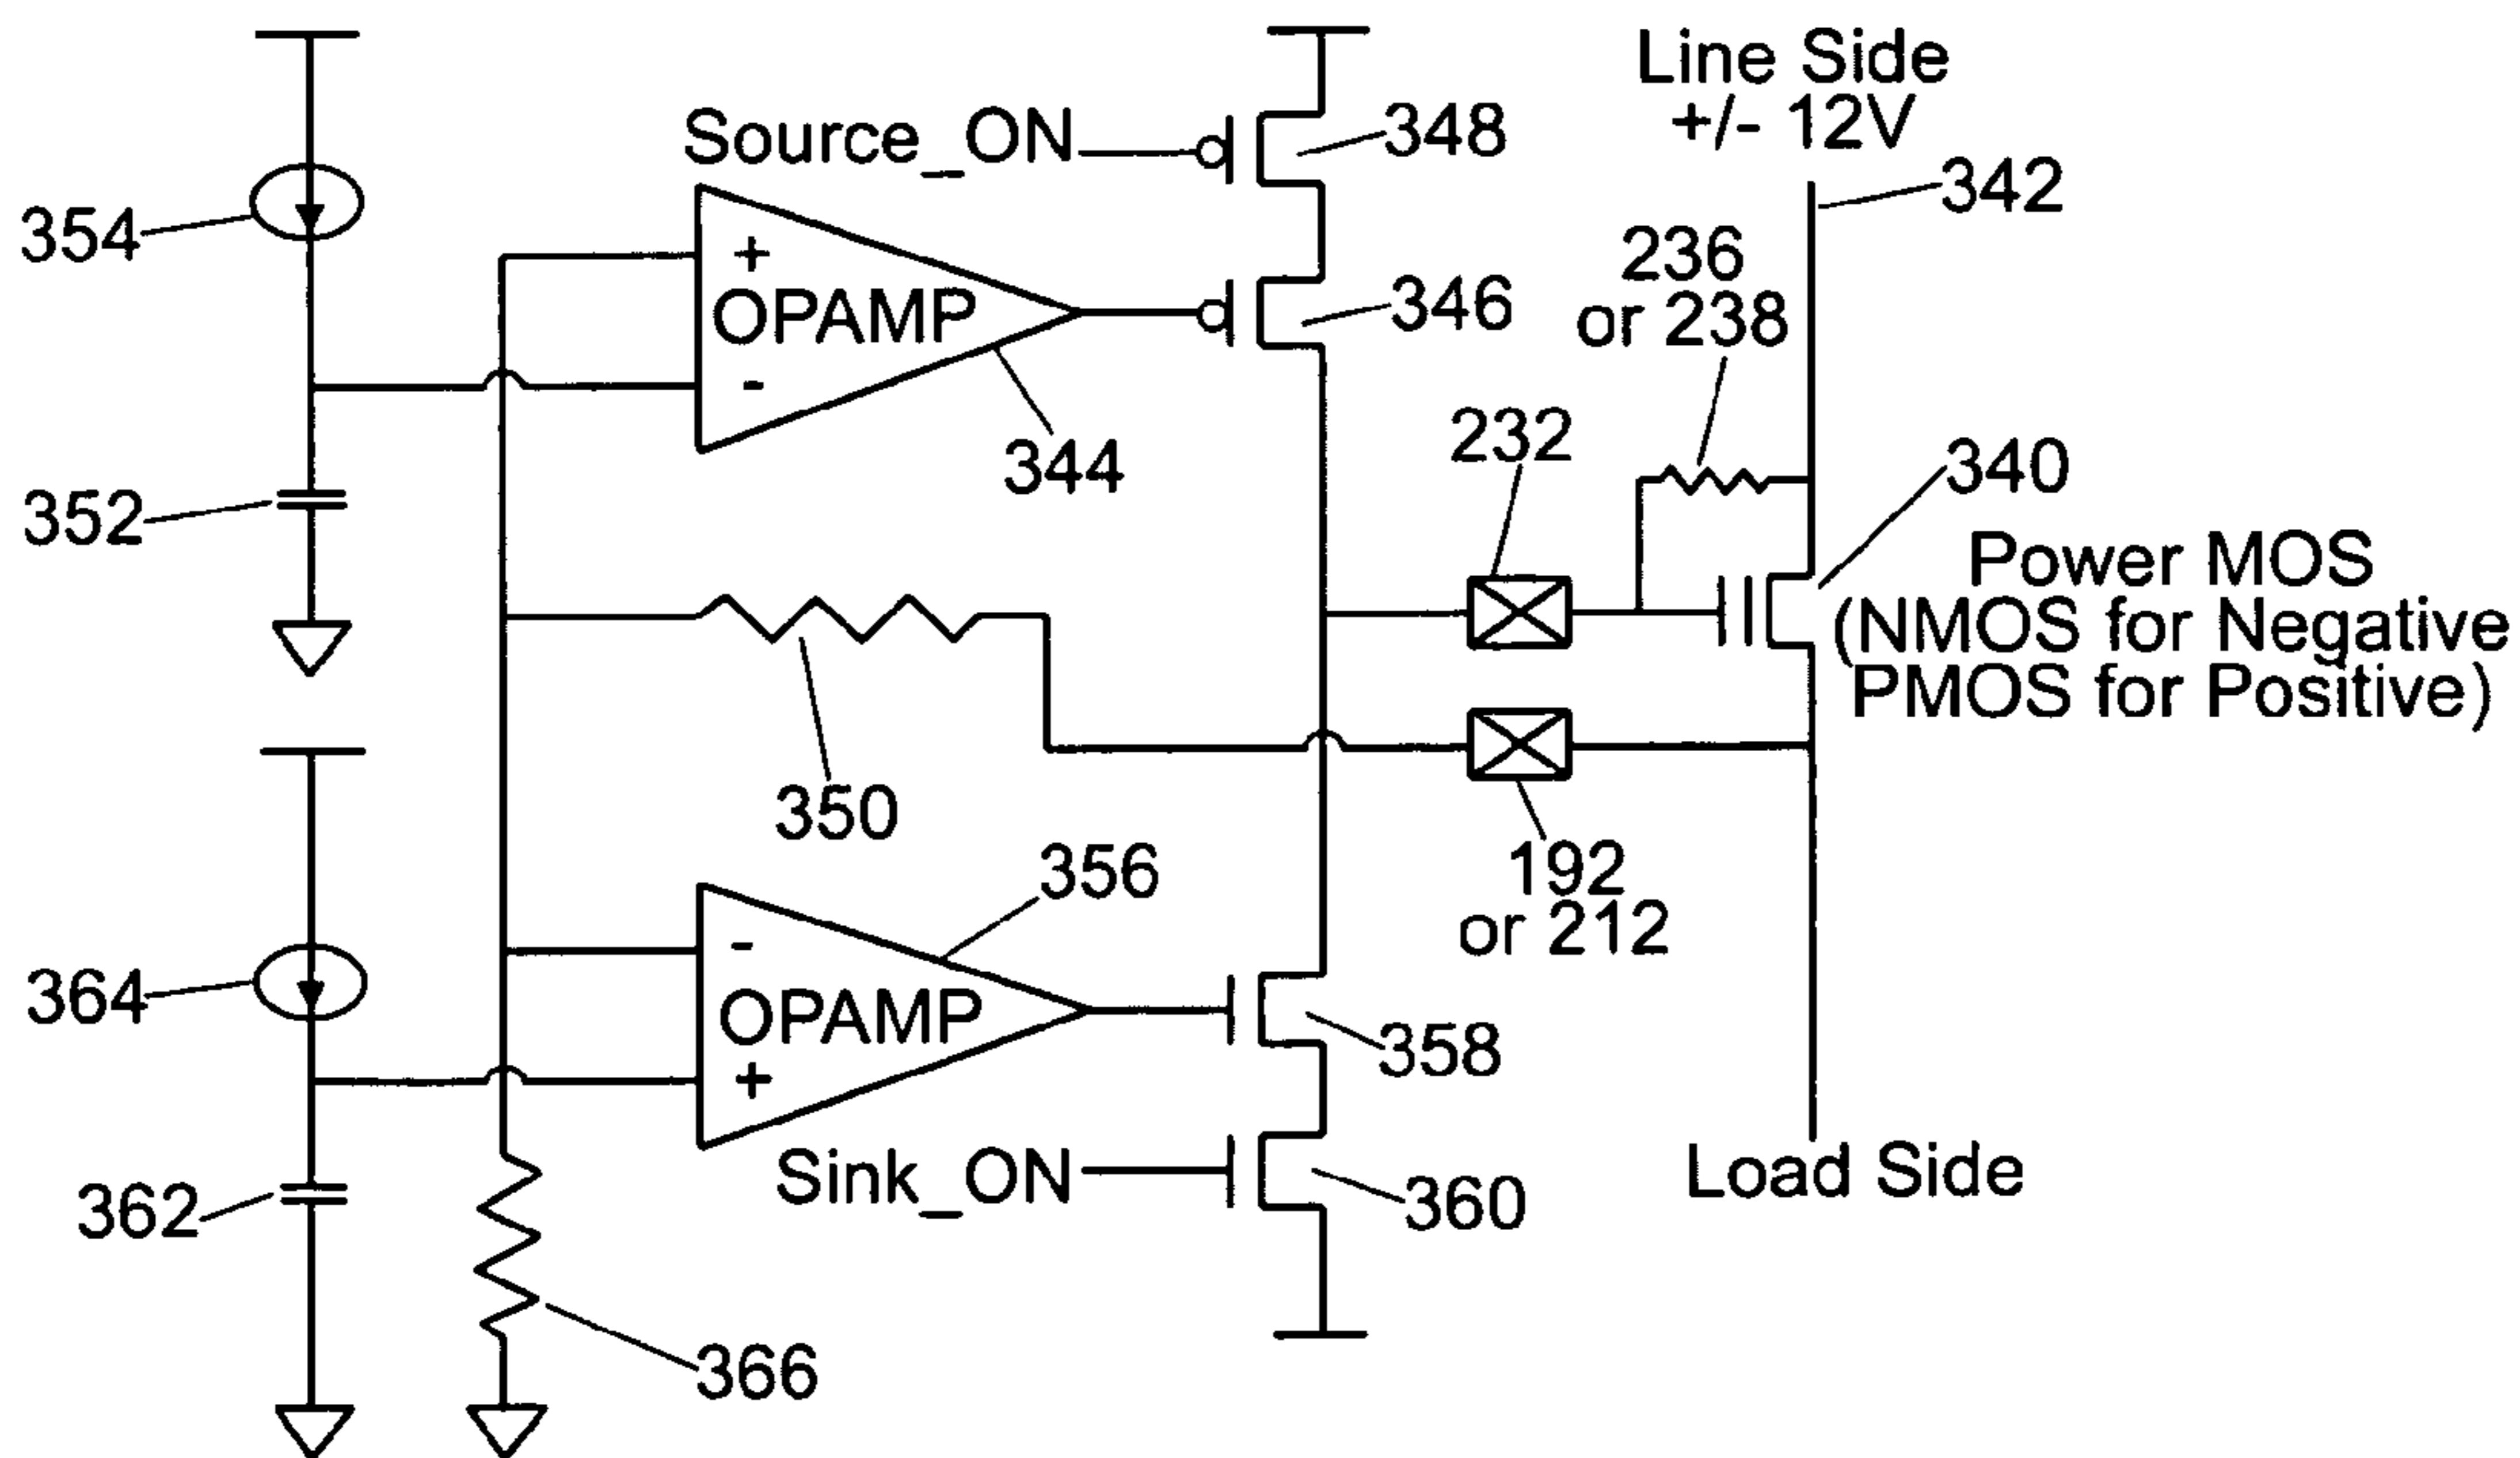 Line Side
+/- 12V
Source_ON
348
342
354
+
OPAMP
-
346
236
or 238
344
232
340
352
Power MOS
(NMOS for Negative
PMOS for Positive)
350
192
or 212
356
364
-
OPAMP
+
358
Sink_ON
360
Load Side
362
366